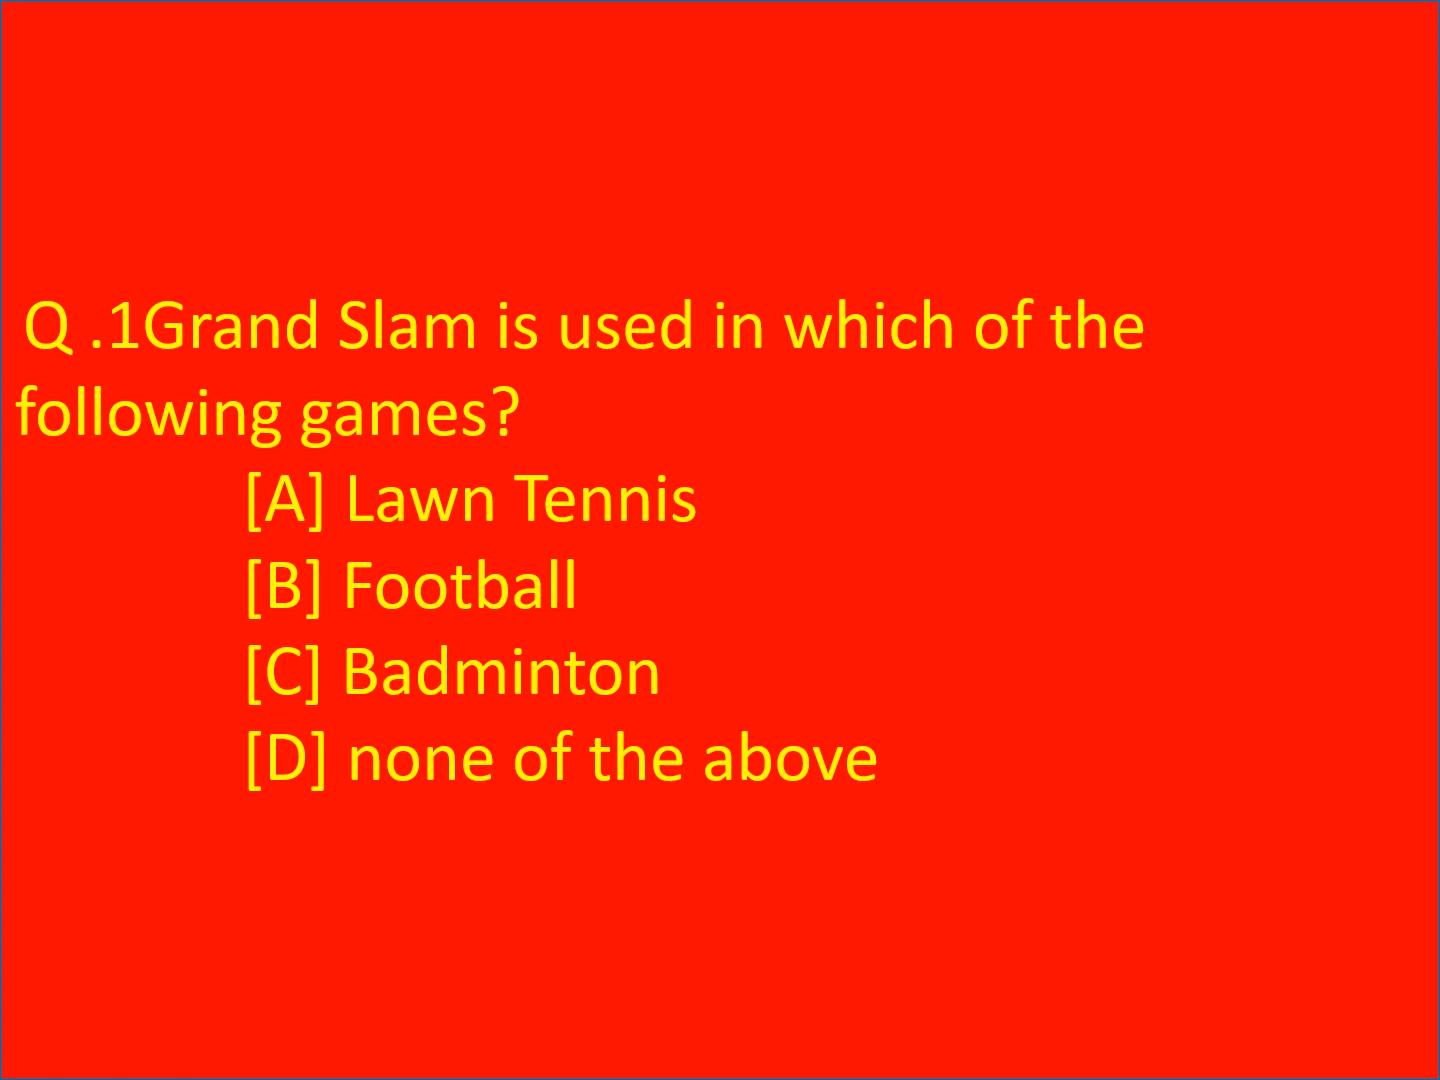 Q .1Grand Slam is used in which of the
following games?
[A] Lawn Tennis
[B] Football
[C] Badminton
[D] none of the above